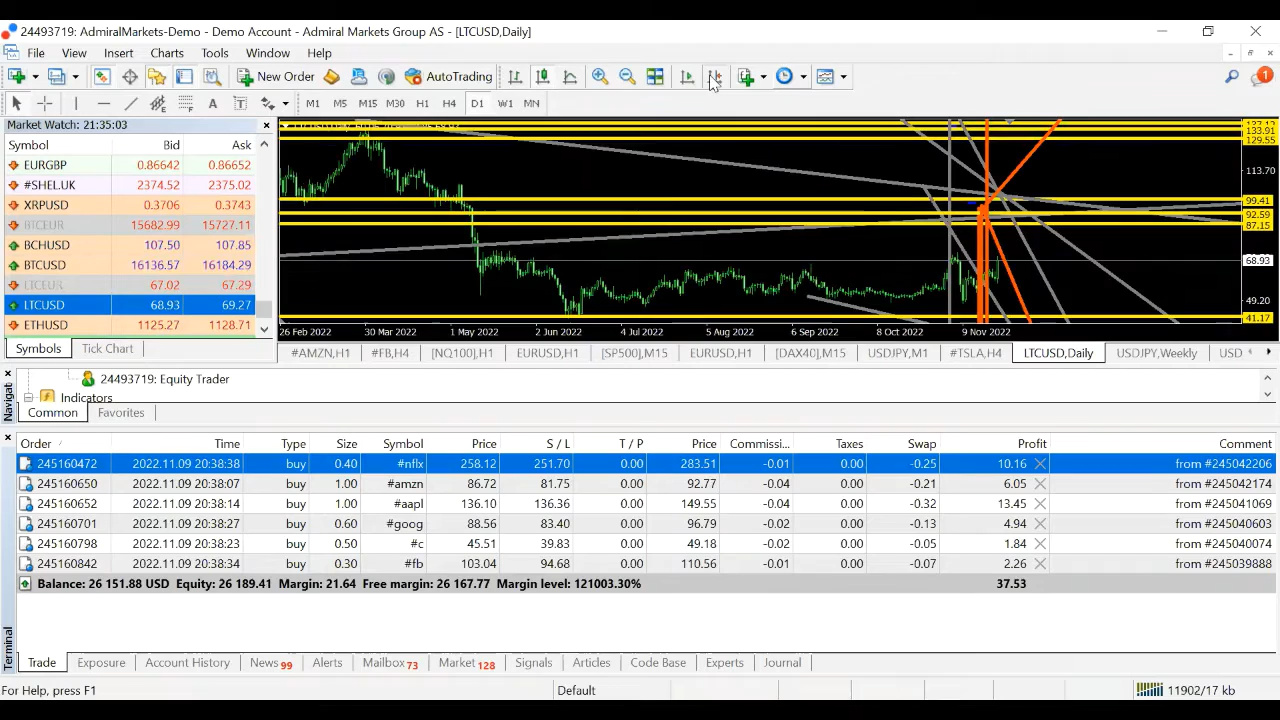 24493719: AdmiralMarkets-Demo - Demo Account - Admiral Markets Group AS - [LTCUSD,Daily]
File View Insert Charts Tools Window Help
New Order AutoTrading 1
A T M1 M5 M15 M30 H1 H4 D1 W1 MN
Market Watch: 21:35:03
Symbol Bid Ask
EURGBP 0.86642 0.86652
#SHEL.UK 2374.52 2375.02
XRPUSD 0.3706 0.3743
BTCEUR 15682.99 15727.11
BCHUSD 107.50 107.85
BTCUSD 16136.57 16184.29
LTCEUR 67.02 67.29
LTCUSD 68.93 69.27
ETHUSD 1125.27 1128.71
Symbols Tick Chart
133.91
129.55
113.70
99.41
92.59
87.15
68.93
49.20
41.17
26 Feb 2022 30 Mar 2022 1 May 2022 2 Jun 2022 4 Jul 2022 5 Aug 2022 6 Sep 2022 8 Oct 2022 9 Nov 2022
#AMZN,H1 #FB,H4 [NQ100],H1 EURUSD,H1 [SP500],M15 EURUSD,H1 [DAX40],M15 USDJPY,M1 #TSLA,H4 LTCUSD,Daily USDJPY,Weekly USD
Navigat
24493719: Equity Trader
Indicators
Common Favorites
Order Time Type Size Symbol Price S / L T / P Price Commissi... Taxes Swap Profit Comment
245160472 2022.11.09 20:38:38 buy 0.40 #nflx 258.12 251.70 0.00 283.51 -0.01 0.00 -0.25 10.16 from #245042206
245160650 2022.11.09 20:38:07 buy 1.00 #amzn 86.72 81.75 0.00 92.77 -0.04 0.00 -0.21 6.05 from #245042174
245160652 2022.11.09 20:38:14 buy 1.00 #aapl 136.10 136.36 0.00 149.55 -0.04 0.00 -0.32 13.45 from #245041069
245160701 2022.11.09 20:38:27 buy 0.60 #goog 88.56 83.40 0.00 96.79 -0.02 0.00 -0.13 4.94 from #245040603
245160798 2022.11.09 20:38:23 buy 0.50 #c 45.51 39.83 0.00 49.18 -0.02 0.00 -0.05 1.84 from #245040074
245160842 2022.11.09 20:38:34 buy 0.30 #fb 103.04 94.68 0.00 110.56 -0.02 0.00 -0.07 2.26 from #245039888
Balance: 26 151.88 USD Equity: 26 189.41 Margin: 21.64 Free margin: 26 167.77 Margin level: 121003.30% 37.53
Terminal
Trade Exposure Account History News 99 Alerts Mailbox 73 Market 128 Signals Articles Code Base Experts Journal
For Help, press F1 Default 11902/17 kb